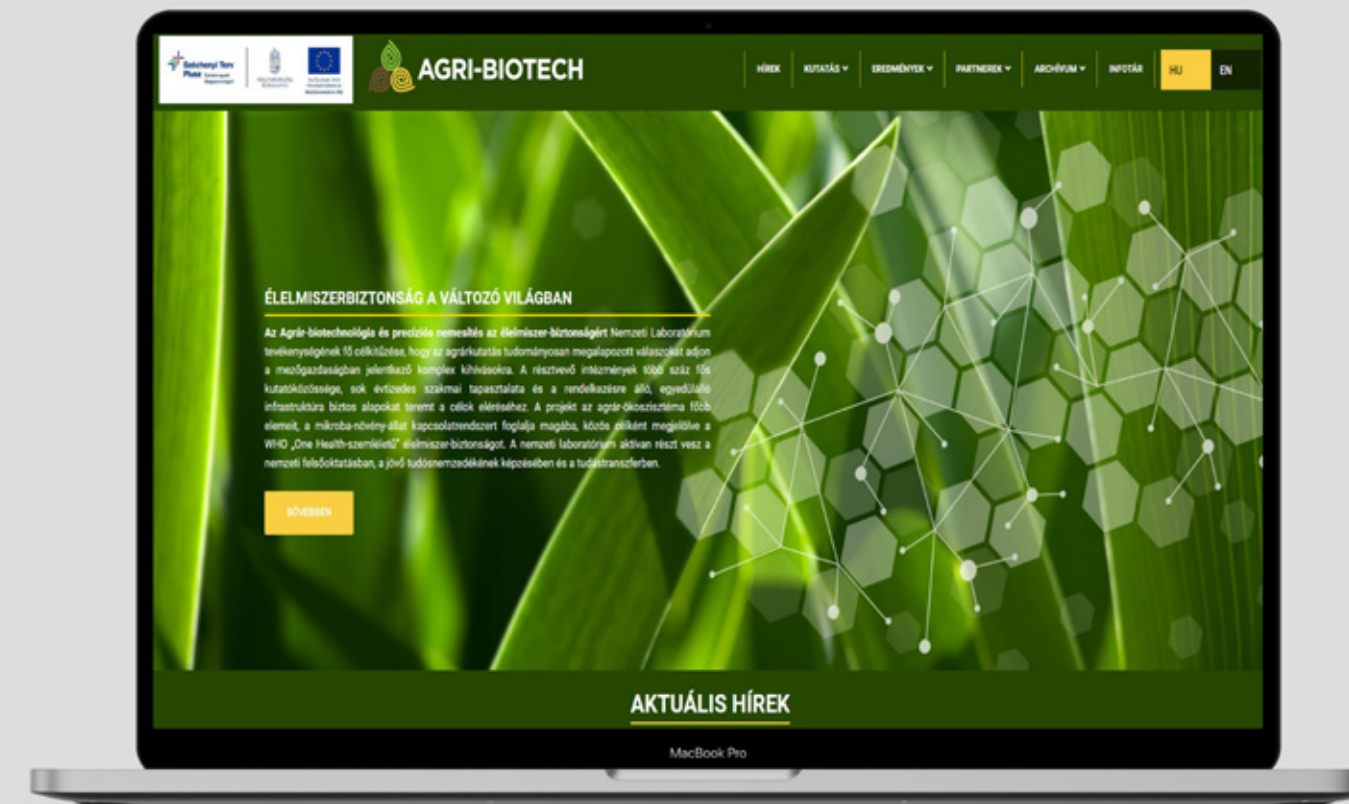 Széchenyi Terv
Plusz
AGRI-BIOTECH
HÍREK
KUTATÁS
EREDMÉNYEK
PARTNEREK
ARCHÍVUM
INFOTÁR
HU
EN
ÉLELMISZERBIZTONSÁG A VÁLTOZÓ VILÁGBAN
Az Agrár-biotechnológia és precíziós nemesítés az élelmiszer-biztonságért Nemzeti Laboratórium
tevékenységének fő célkitűzése, hogy az agrárkutatás tudományosan megalapozott válaszokat adjon
a mezőgazdaságban jelentkező komplex kihívásokra. A résztvevő intézmények több száz fős
kutatóközössége, sok évtizedes szakmai tapasztalata és a rendelkezésre álló, egyedülálló
infrastruktúra biztos alapokat teremt a célok eléréséhez. A projekt az agrár-ökoszisztéma főbb
elemeit, a mikroba-növény-állat kapcsolatrendszert foglalja magába, közös célként megjelölve a
WHO „One Health-szemléletű” élelmiszer-biztonságot. A nemzeti laboratórium aktívan részt vesz a
nemzeti felsőoktatásban, a jövő tudósnemzedékének képzésében és a tudástranszferben.
BŐVEBBEN
AKTUÁLIS HÍREK
MacBook Pro